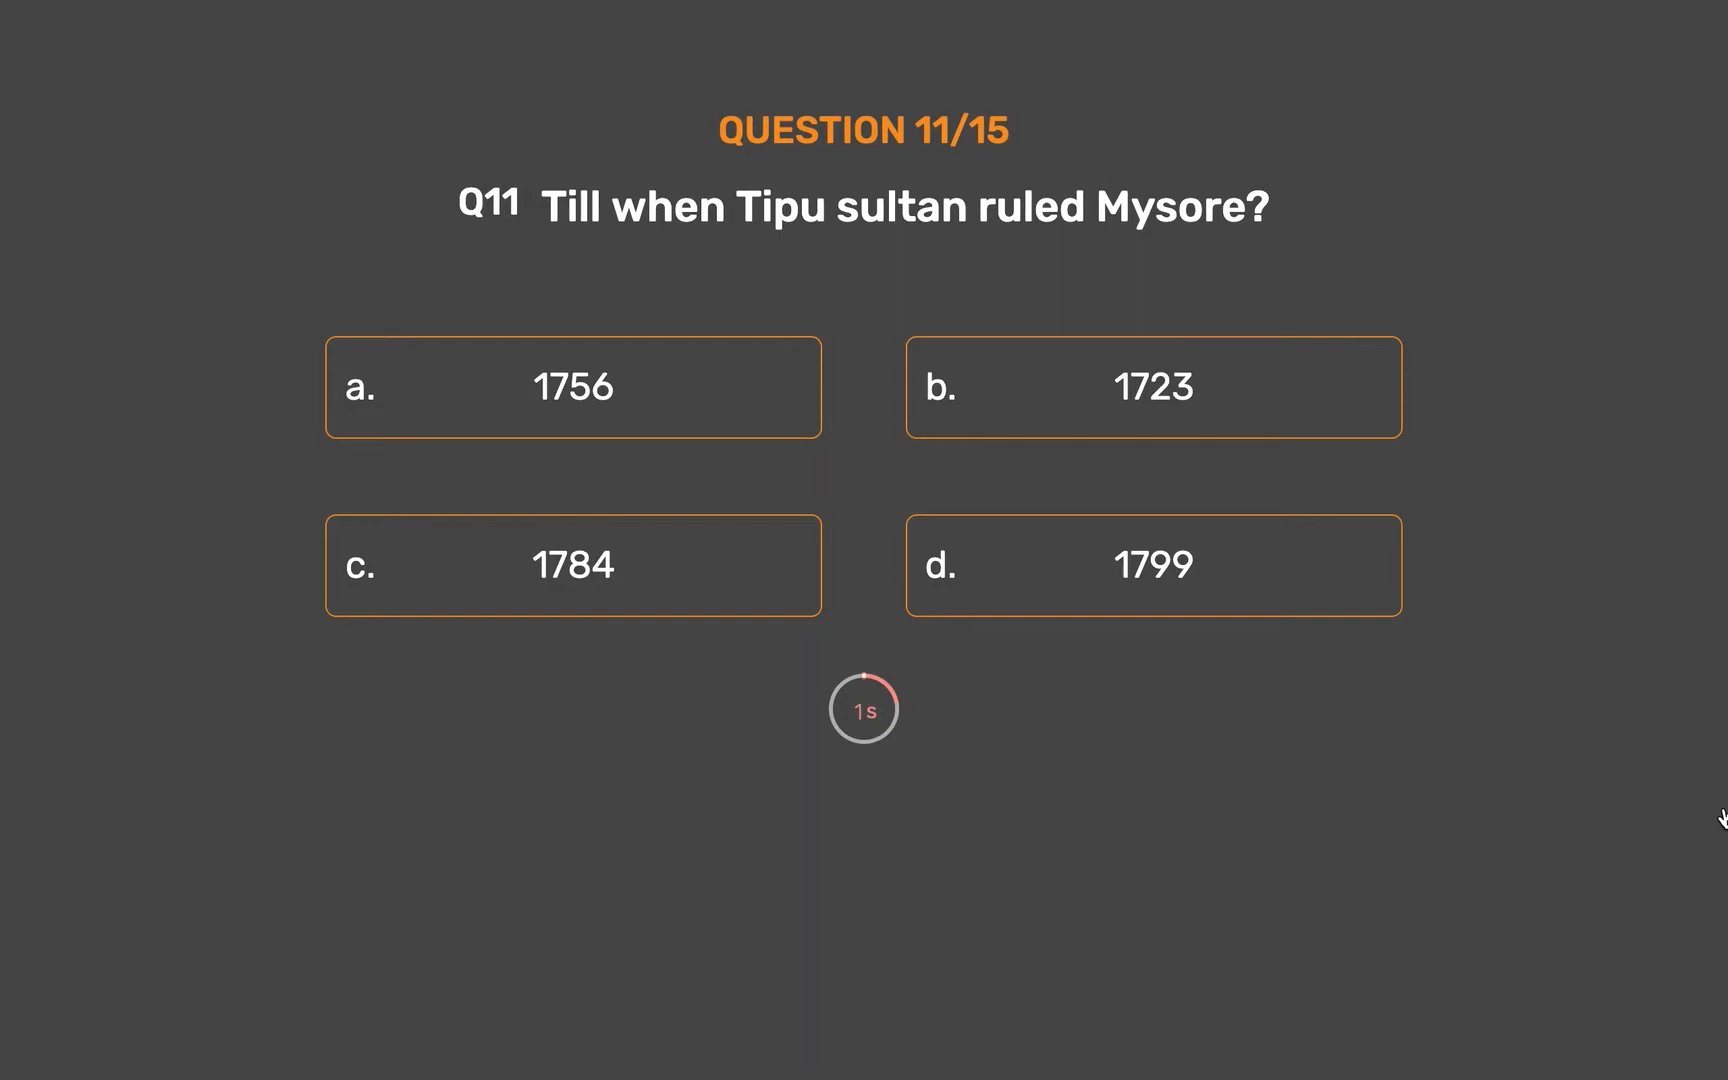 QUESTION 11/15
Q11 Till when Tipu sultan ruled Mysore?
a. 1756
b. 1723
c. 1784
d. 1799
1s